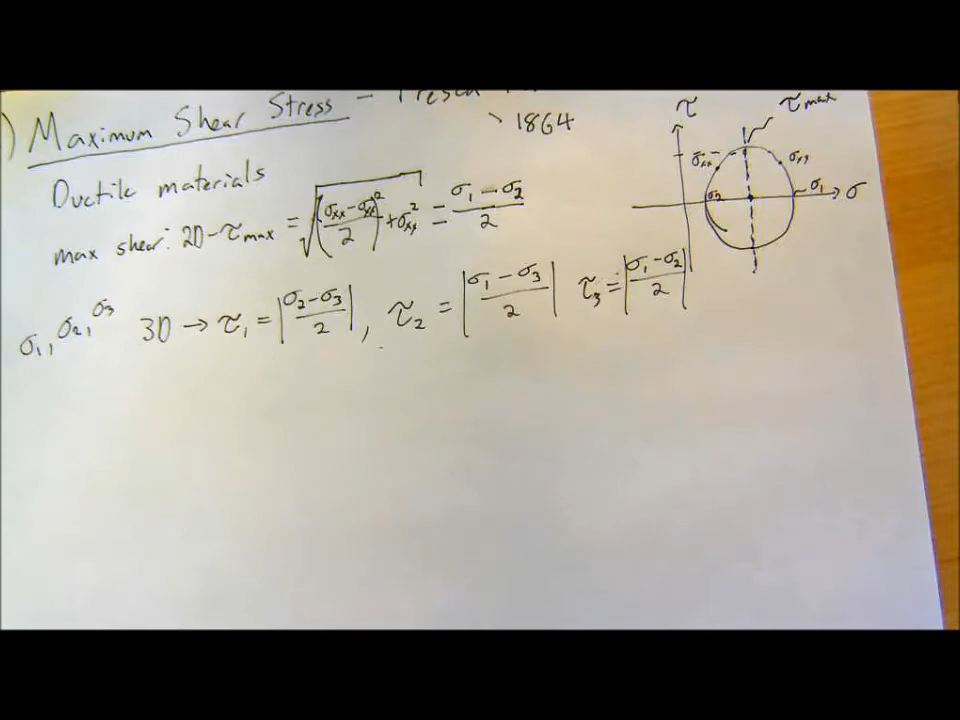 ) Maximum Shear Stress - Tresca
→ 1864
Ductile materials
max shear: 2D - τmax = √((σxx - σyy)/2)² + σxy² = (σ1 - σ2)/2
σ1, σ2, σ3 3D → τ1 = |(σ2 - σ3)/2|, τ2 = |(σ1 - σ3)/2| τ3 = |(σ1 - σ2)/2|
τ
τmax
σxx
σxy
σ2
σ1
σ